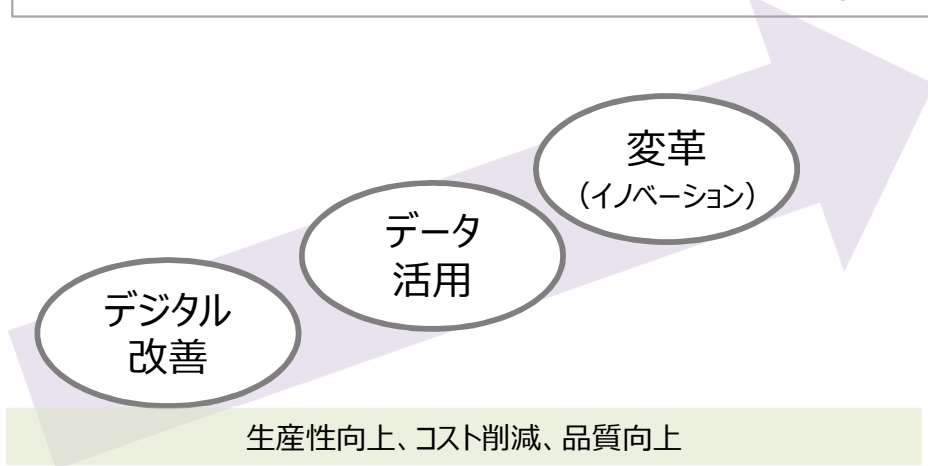 変革
(イノベーション)
データ
活用
デジタル
改善
生産性向上、コスト削減、品質向上